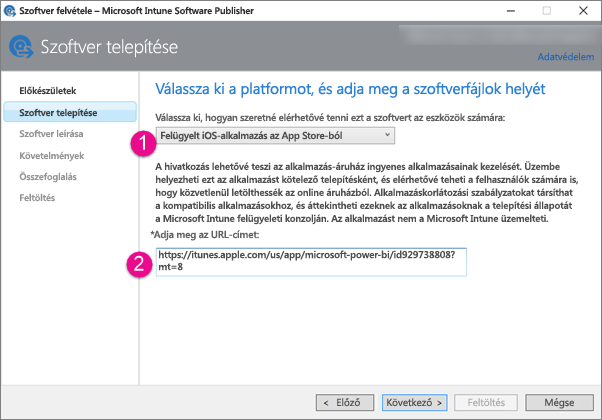 Szoftver felvétele – Microsoft Intune Software Publisher
Szoftver telepítése
Adatvédelem
Előkészületek
Szoftver telepítése
Szoftver leírása
Követelmények
Összefoglalás
Feltöltés
Válassza ki a platformot, és adja meg a szoftverfájlok helyét
Válassza ki, hogyan szeretné elérhetővé tenni ezt a szoftvert az eszközök számára:
1
Felügyelt iOS-alkalmazás az App Store-ból
A hivatkozás lehetővé teszi az alkalmazás-áruház ingyenes alkalmazásainak kezelését. Üzembe
helyezheti ezt az alkalmazást kötelező telepítésként, és elérhetővé teheti a felhasználók számára is,
hogy közvetlenül letölthessék az online áruházból. Alkalmazáskorlátozási szabályzatokat társíthat
a kompatibilis alkalmazásokhoz, és áttekintheti ezeknek az alkalmazásoknak a telepítési állapotát
a Microsoft Intune felügyeleti konzolján. Az alkalmazást nem a Microsoft Intune üzemelteti.
*Adja meg az URL-címet:
2
https://itunes.apple.com/us/app/microsoft-power-bi/id929738808?
mt=8
< Előző
Következő >
Feltöltés
Mégse